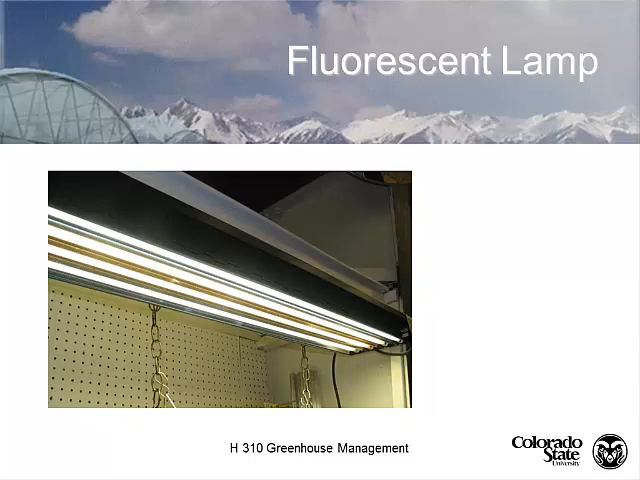 Fluorescent Lamp
H 310 Greenhouse Management
Colorado
State
University